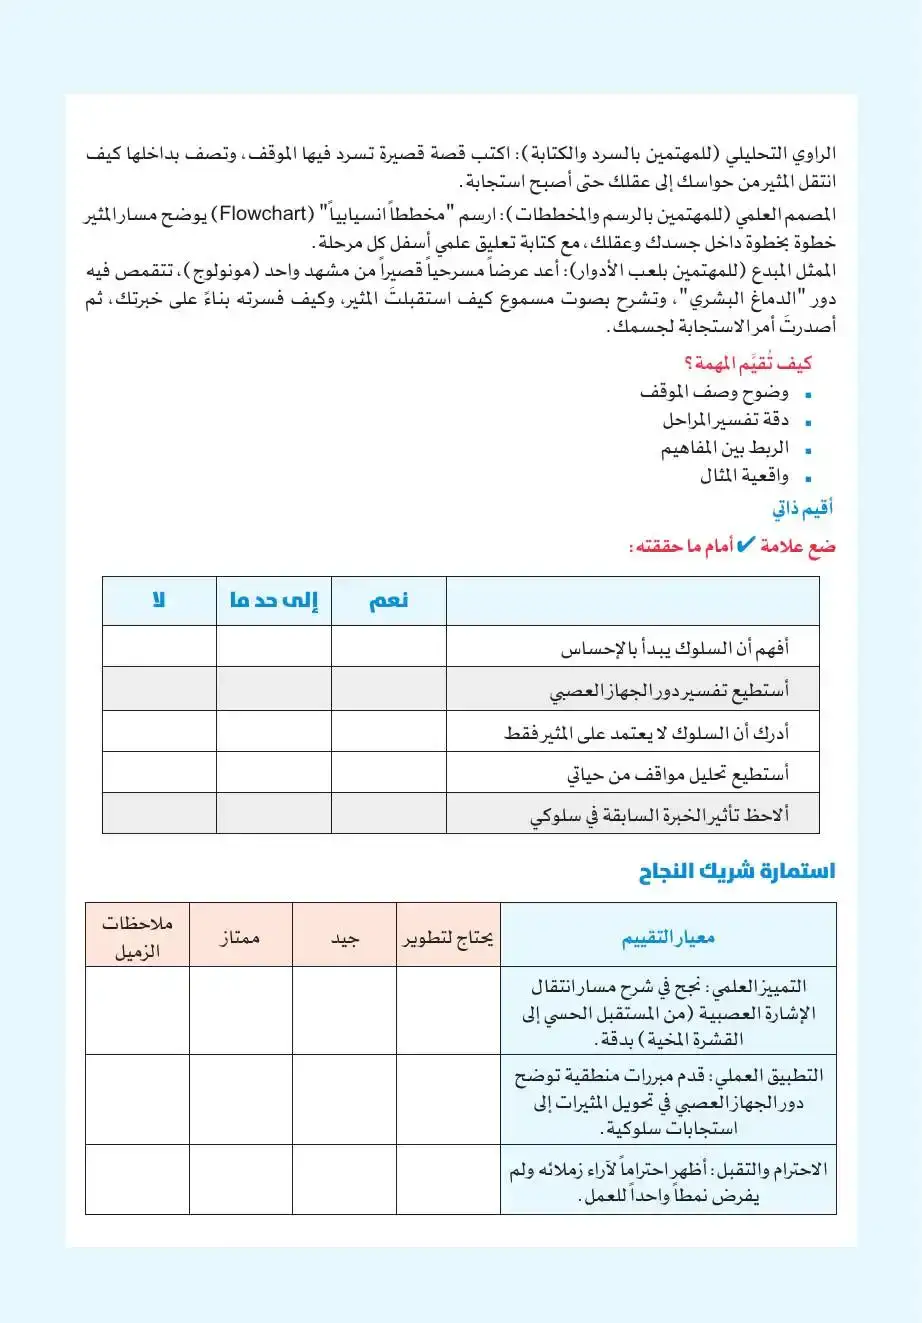 الراوي التحليلي (للمهتمين بالسرد والكتابة): اكتب قصة قصيرة تسرد فيها الموقف، وتصف بداخلها كيف
انتقل المثير من حواسك إلى عقلك حتى أصبح استجابة.
المصمم العلمي (للمهتمين بالرسم والمخططات): ارسم "مخططاً انسيابياً" (Flowchart) يوضح مسار المثير
خطوة بخطوة داخل جسدك وعقلك، مع كتابة تعليق علمي أسفل كل مرحلة.
الممثل المبدع (للمهتمين بلعب الأدوار): أعد عرضاً مسرحياً قصيراً من مشهد واحد (مونولوج)، تتقمص فيه
دور "الدماغ البشري"، وتشرح بصوت مسموع كيف استقبلتَ المثير، وكيف فسرته بناءً على خبرتك، ثم
أصدرتَ أمر الاستجابة لجسمك.
كيف تُقيَّم المهمة؟
▪ وضوح وصف الموقف
▪ دقة تفسير المراحل
▪ الربط بين المفاهيم
▪ واقعية المثال
أقيم ذاتي
ضع علامة ✔ أمام ما حققته:
نعم إلى حد ما لا
أفهم أن السلوك يبدأ بالإحساس
أستطيع تفسير دور الجهاز العصبي
أدرك أن السلوك لا يعتمد على المثير فقط
أستطيع تحليل مواقف من حياتي
ألاحظ تأثير الخبرة السابقة في سلوكي
استمارة شريك النجاح
معيار التقييم يحتاج لتطوير جيد ممتاز ملاحظات
الزميل
التمييز العلمي: نجح في شرح مسار انتقال
الإشارة العصبية (من المستقبل الحسي إلى
القشرة المخية) بدقة.
التطبيق العملي: قدم مبررات منطقية توضح
دور الجهاز العصبي في تحويل المثيرات إلى
استجابات سلوكية.
الاحترام والتقبل: أظهر احتراماً لآراء زملائه ولم
يفرض نمطاً واحداً للعمل.